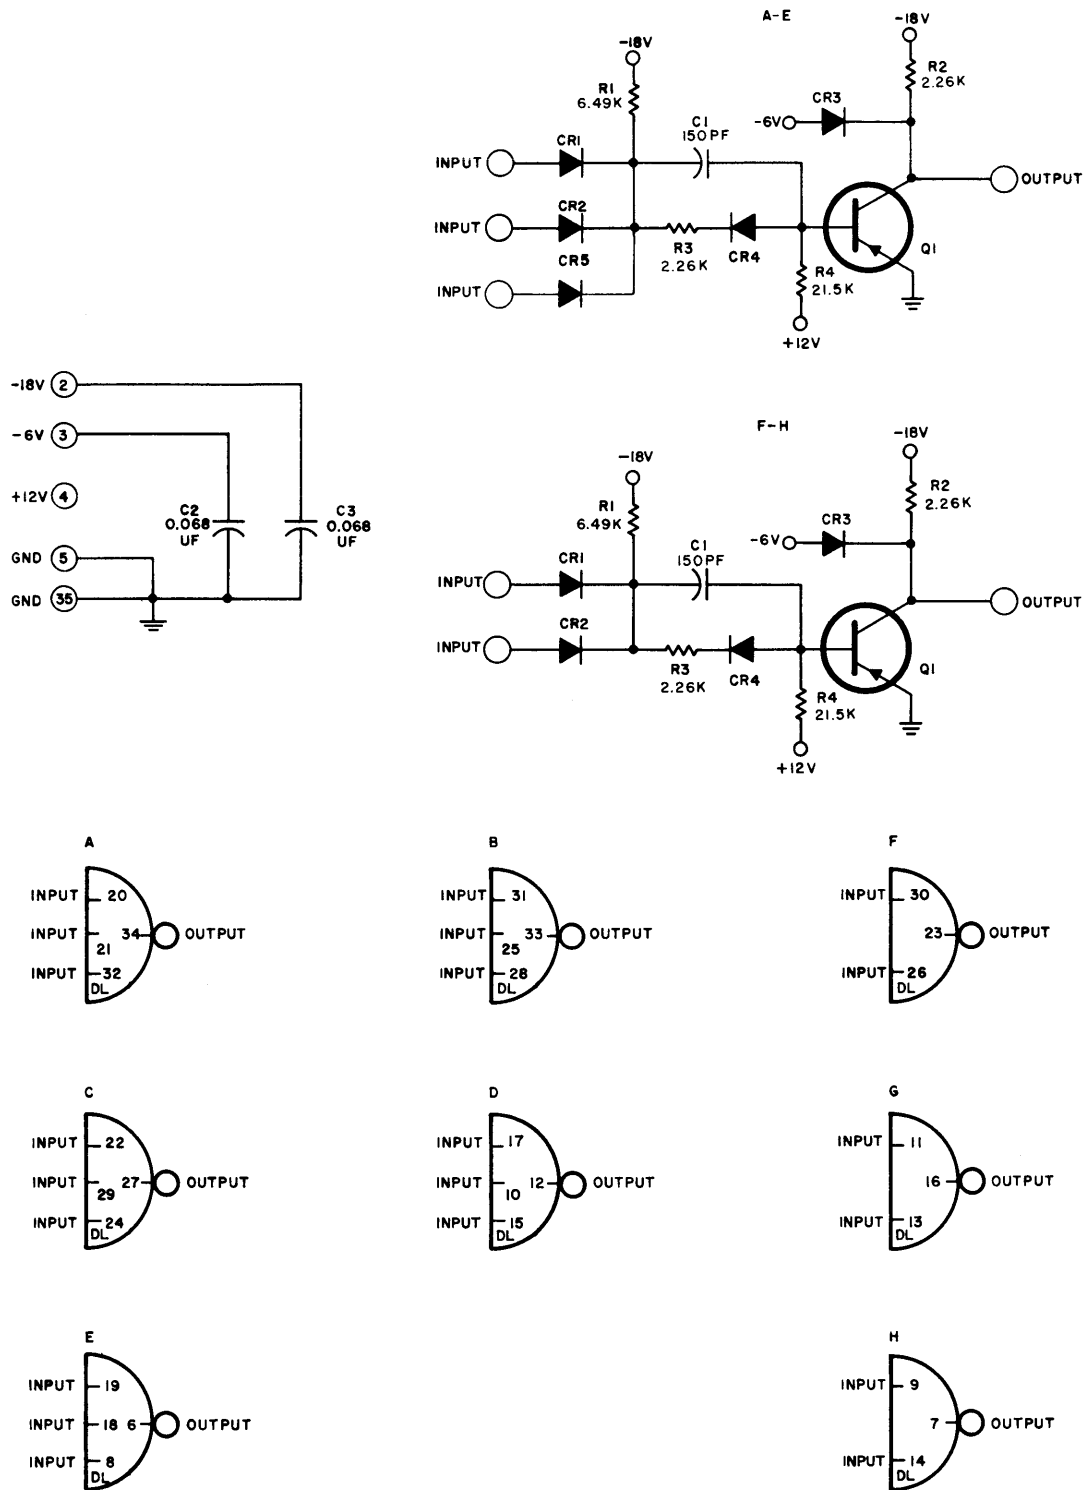 A-E
-18V
R1
6.49K
-18V
R2
2.26K
CR3
-6V
C1
150PF
INPUT
CR1
INPUT
CR2
INPUT
CR5
R3
2.26K
CR4
R4
21.5K
+12V
Q1
OUTPUT
-18V 2
-6V 3
+12V 4
GND 5
GND 35
C2
0.068
UF
C3
0.068
UF
F-H
-18V
R1
6.49K
-18V
R2
2.26K
CR3
-6V
C1
150PF
INPUT
CR1
INPUT
CR2
R3
2.26K
CR4
R4
21.5K
+12V
Q1
OUTPUT
A
INPUT 20
INPUT 21 34 OUTPUT
INPUT 32
DL
B
INPUT 31
INPUT 25 33 OUTPUT
INPUT 28
DL
F
INPUT 30
23 OUTPUT
INPUT 26
DL
C
INPUT 22
INPUT 29 27 OUTPUT
INPUT 24
DL
D
INPUT 17
INPUT 10 12 OUTPUT
INPUT 15
DL
G
INPUT 11
16 OUTPUT
INPUT 13
DL
E
INPUT 19
INPUT 18 6 OUTPUT
INPUT 8
DL
H
INPUT 9
7 OUTPUT
INPUT 14
DL